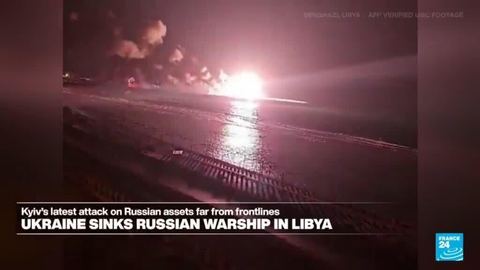 BENGHAZI, LIBYA AFP VERIFIED UGC FOOTAGE
Kyiv's latest attack on Russian assets far from frontlines
UKRAINE SINKS RUSSIAN WARSHIP IN LIBYA
FRANCE
24